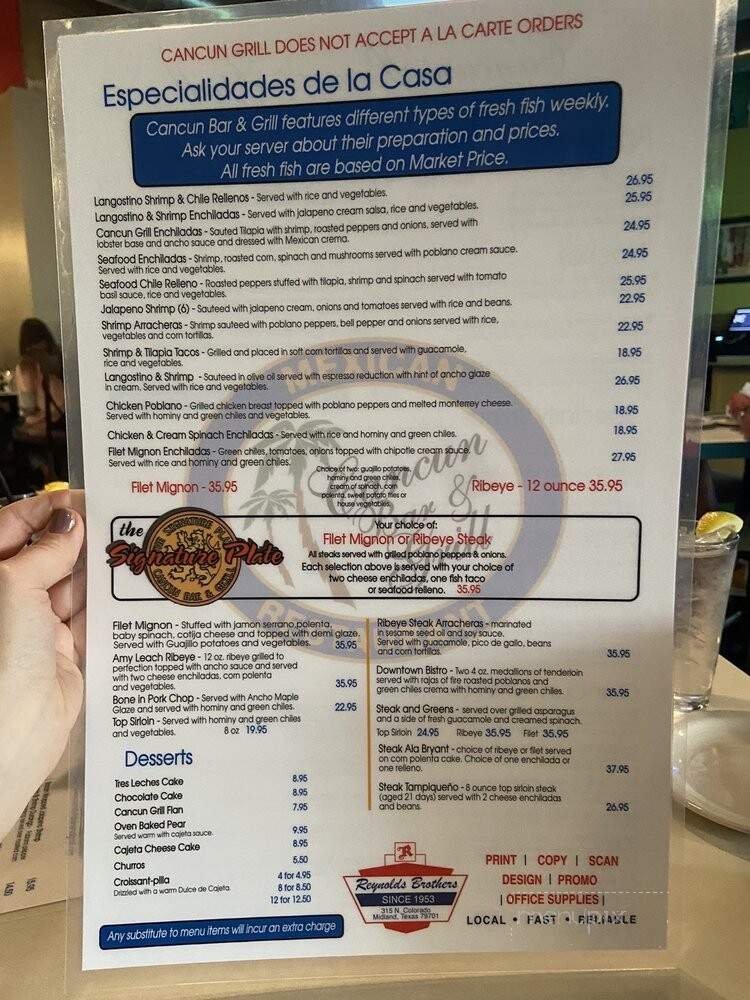 CANCUN GRILL DOES NOT ACCEPT A LA CARTE ORDERS
Especialidades de la Casa
Cancun Bar & Grill features different types of fresh fish weekly.
Ask your server about their preparation and prices.
All fresh fish are based on Market Price.
Langostino Shrimp & Chile Rellenos - Served with rice and vegetables. 26.95
Langostino & Shrimp Enchiladas - Served with jalapeno cream salsa, rice and vegetables. 25.95
Cancun Grill Enchiladas - Sauted Tilapia with shrimp, roasted peppers and onions, served with 24.95
lobster base and ancho sauce and dressed with Mexican crema.
Seafood Enchiladas - Shrimp, roasted corn, spinach and mushrooms served with poblano cream sauce. 24.95
Served with rice and vegetables.
Seafood Chile Relleno - Roasted peppers stuffed with tilapia, shrimp and spinach served with tomato 25.95
basil sauce, rice and vegetables.
Jalapeno Shrimp (6) - Sauteed with jalapeno cream, onions and tomatoes served with rice and beans. 22.95
Shrimp Arracheras - Shrimp sauteed with poblano peppers, bell pepper and onions served with rice, 22.95
vegetables and corn tortillas.
Shrimp & Tilapia Tacos - Grilled and placed in soft corn tortilas and served with guacamole, 18.95
rice and vegetables.
Langostino & Shrimp - Sauteed in olive oil served with espresso reduction with hint of ancho glaze 26.95
in cream. Served with rice and vegetables.
Chicken Poblano - Grilled chicken breast topped with poblano peppers and melted monterrey cheese. 18.95
Served with hominy and green chiles and vegetables.
Chicken & Cream Spinach Enchiladas - Served with rice and hominy and green chiles. 18.95
Filet Mignon Enchiladas - Green chiles, tomatoes, onions topped with chipotle cream sauce. 27.95
Served with rice and hominy and green chiles.
Filet Mignon - 35.95
Choice of two: guajillo potatoes,
hominy and green chiles,
cream of spinach, corn
polenta, sweet potato fries or
house vegetables.
Ribeye - 12 ounce 35.95
Cancun
Bar &
Grill
RESTAURANT
the
Signature Plate
THE SIGNATURE PLATE
CANCUN BAR & GRILL
Your choice of:
Filet Mignon or Ribeye Steak
All steaks served with grilled poblano peppers & onions.
Each selection above is served with your choice of
two cheese enchiladas, one fish taco
or seafood relleno. 35.95
Filet Mignon - Stuffed with jamon serrano, polenta,
baby spinach, cotija cheese and topped with demi glaze.
Served with Guajillo potatoes and vegetables. 35.95
Amy Leach Ribeye - 12 oz. ribeye grilled to
perfection topped with ancho sauce and served
with two cheese enchiladas, corn polenta
and vegetables. 35.95
Bone in Pork Chop - Served with Ancho Maple
Glaze and served with hominy and green chiles. 22.95
Top Sirloin - Served with hominy and green chiles
and vegetables. 8 oz 19.95
Ribeye Steak Arracheras - marinated
in sesame seed oil and soy sauce.
Served with guacamole, pico de gallo, beans
and corn tortillas. 35.95
Downtown Bistro - Two 4 oz. medallions of tenderloin
served with rajas of fire roasted poblanos and
green chiles crema with hominy and green chiles. 35.95
Steak and Greens - served over grilled asparagus
and a side of fresh guacamole and creamed spinach.
Top Sirloin 24.95 Ribeye 35.95 Filet 35.95
Steak Ala Bryant - choice of ribeye or filet served
on corn polenta cake. Choice of one enchilada or
one relleno. 37.95
Steak Tampiqueño - 8 ounce top sirloin steak
(aged 21 days) served with 2 cheese enchiladas
and beans. 26.95
Desserts
Tres Leches Cake 8.95
Chocolate Cake 8.95
Cancun Grill Flan 7.95
Oven Baked Pear 9.95
Served warm with cajeta sauce.
Cajeta Cheese Cake 8.95
Churros 5.50
Croissant-pilla 4 for 4.95
Drizzled with a warm Dulce de Cajeta. 8 for 8.50
12 for 12.50
Any substitute to menu items will incur an extra charge
R
Reynolds Brothers
SINCE 1953
315 N. Colorado
Midland, Texas 79701
PRINT | COPY | SCAN
DESIGN | PROMO
| OFFICE SUPPLIES |
LOCAL • FAST • RELIABLE